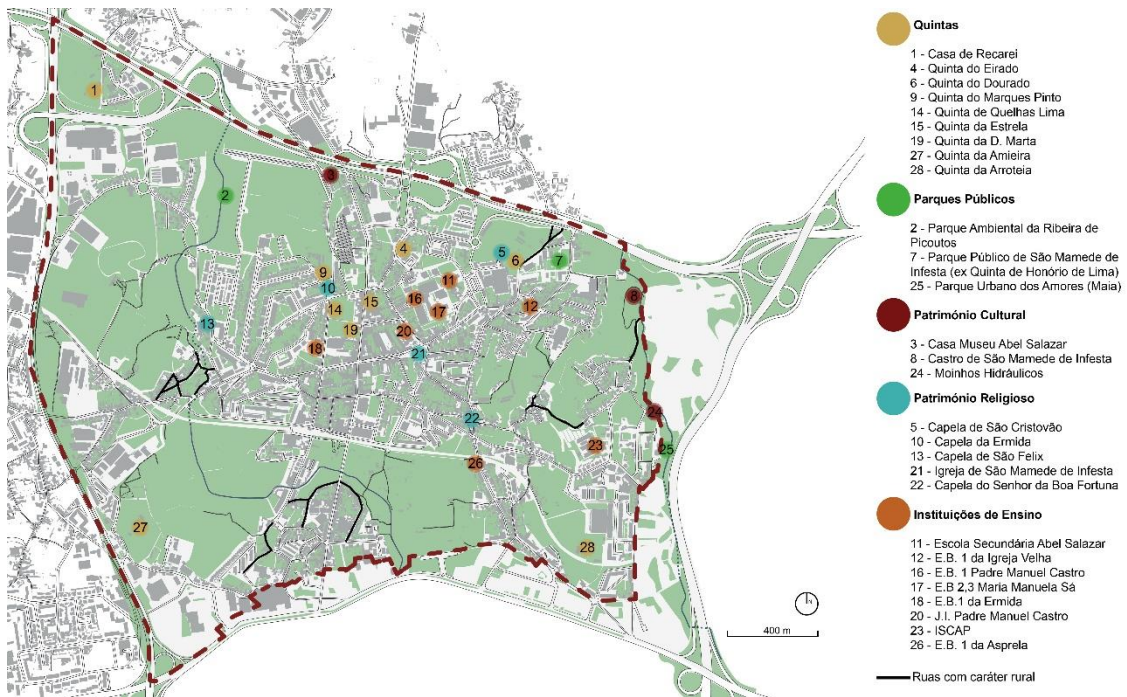 1
2
3
4
5
6
7
8
9
10
11
12
13
14
15
16
17
18
19
20
21
22
23
24
25
26
27
28
N
400 m
Quintas
1 - Casa de Recarei
4 - Quinta do Eirado
6 - Quinta do Dourado
9 - Quinta do Marques Pinto
14 - Quinta de Quelhas Lima
15 - Quinta da Estrela
19 - Quinta da D. Marta
27 - Quinta da Amieira
28 - Quinta da Arroteia
Parques Públicos
2 - Parque Ambiental da Ribeira de
Picoutos
7 - Parque Público de São Mamede de
Infesta (ex Quinta de Honório de Lima)
25 - Parque Urbano dos Amores (Maia)
Património Cultural
3 - Casa Museu Abel Salazar
8 - Castro de São Mamede de Infesta
24 - Moinhos Hidráulicos
Património Religioso
5 - Capela de São Cristovão
10 - Capela da Ermida
13 - Capela de São Felix
21 - Igreja de São Mamede de Infesta
22 - Capela do Senhor da Boa Fortuna
Instituições de Ensino
11 - Escola Secundária Abel Salazar
12 - E.B. 1 da Igreja Velha
16 - E.B. 1 Padre Manuel Castro
17 - E.B 2,3 Maria Manuela Sá
18 - E.B.1 da Ermida
20 - J.I. Padre Manuel Castro
23 - ISCAP
26 - E.B. 1 da Asprela
Ruas com caráter rural